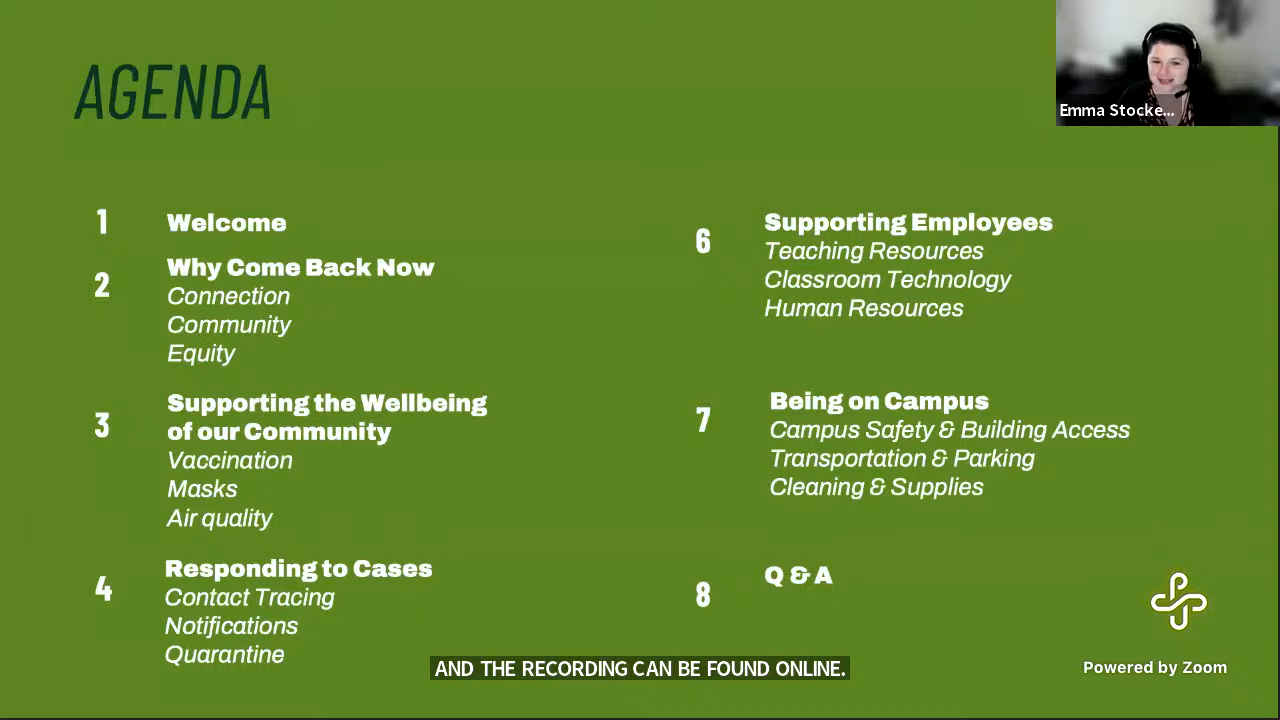 AGENDA
Emma Stocke...
1
Welcome
2
Why Come Back Now
Connection
Community
Equity
3
Supporting the Wellbeing
of our Community
Vaccination
Masks
Air quality
4
Responding to Cases
Contact Tracing
Notifications
Quarantine
6
Supporting Employees
Teaching Resources
Classroom Technology
Human Resources
7
Being on Campus
Campus Safety & Building Access
Transportation & Parking
Cleaning & Supplies
8
Q & A
AND THE RECORDING CAN BE FOUND ONLINE.
Powered by Zoom